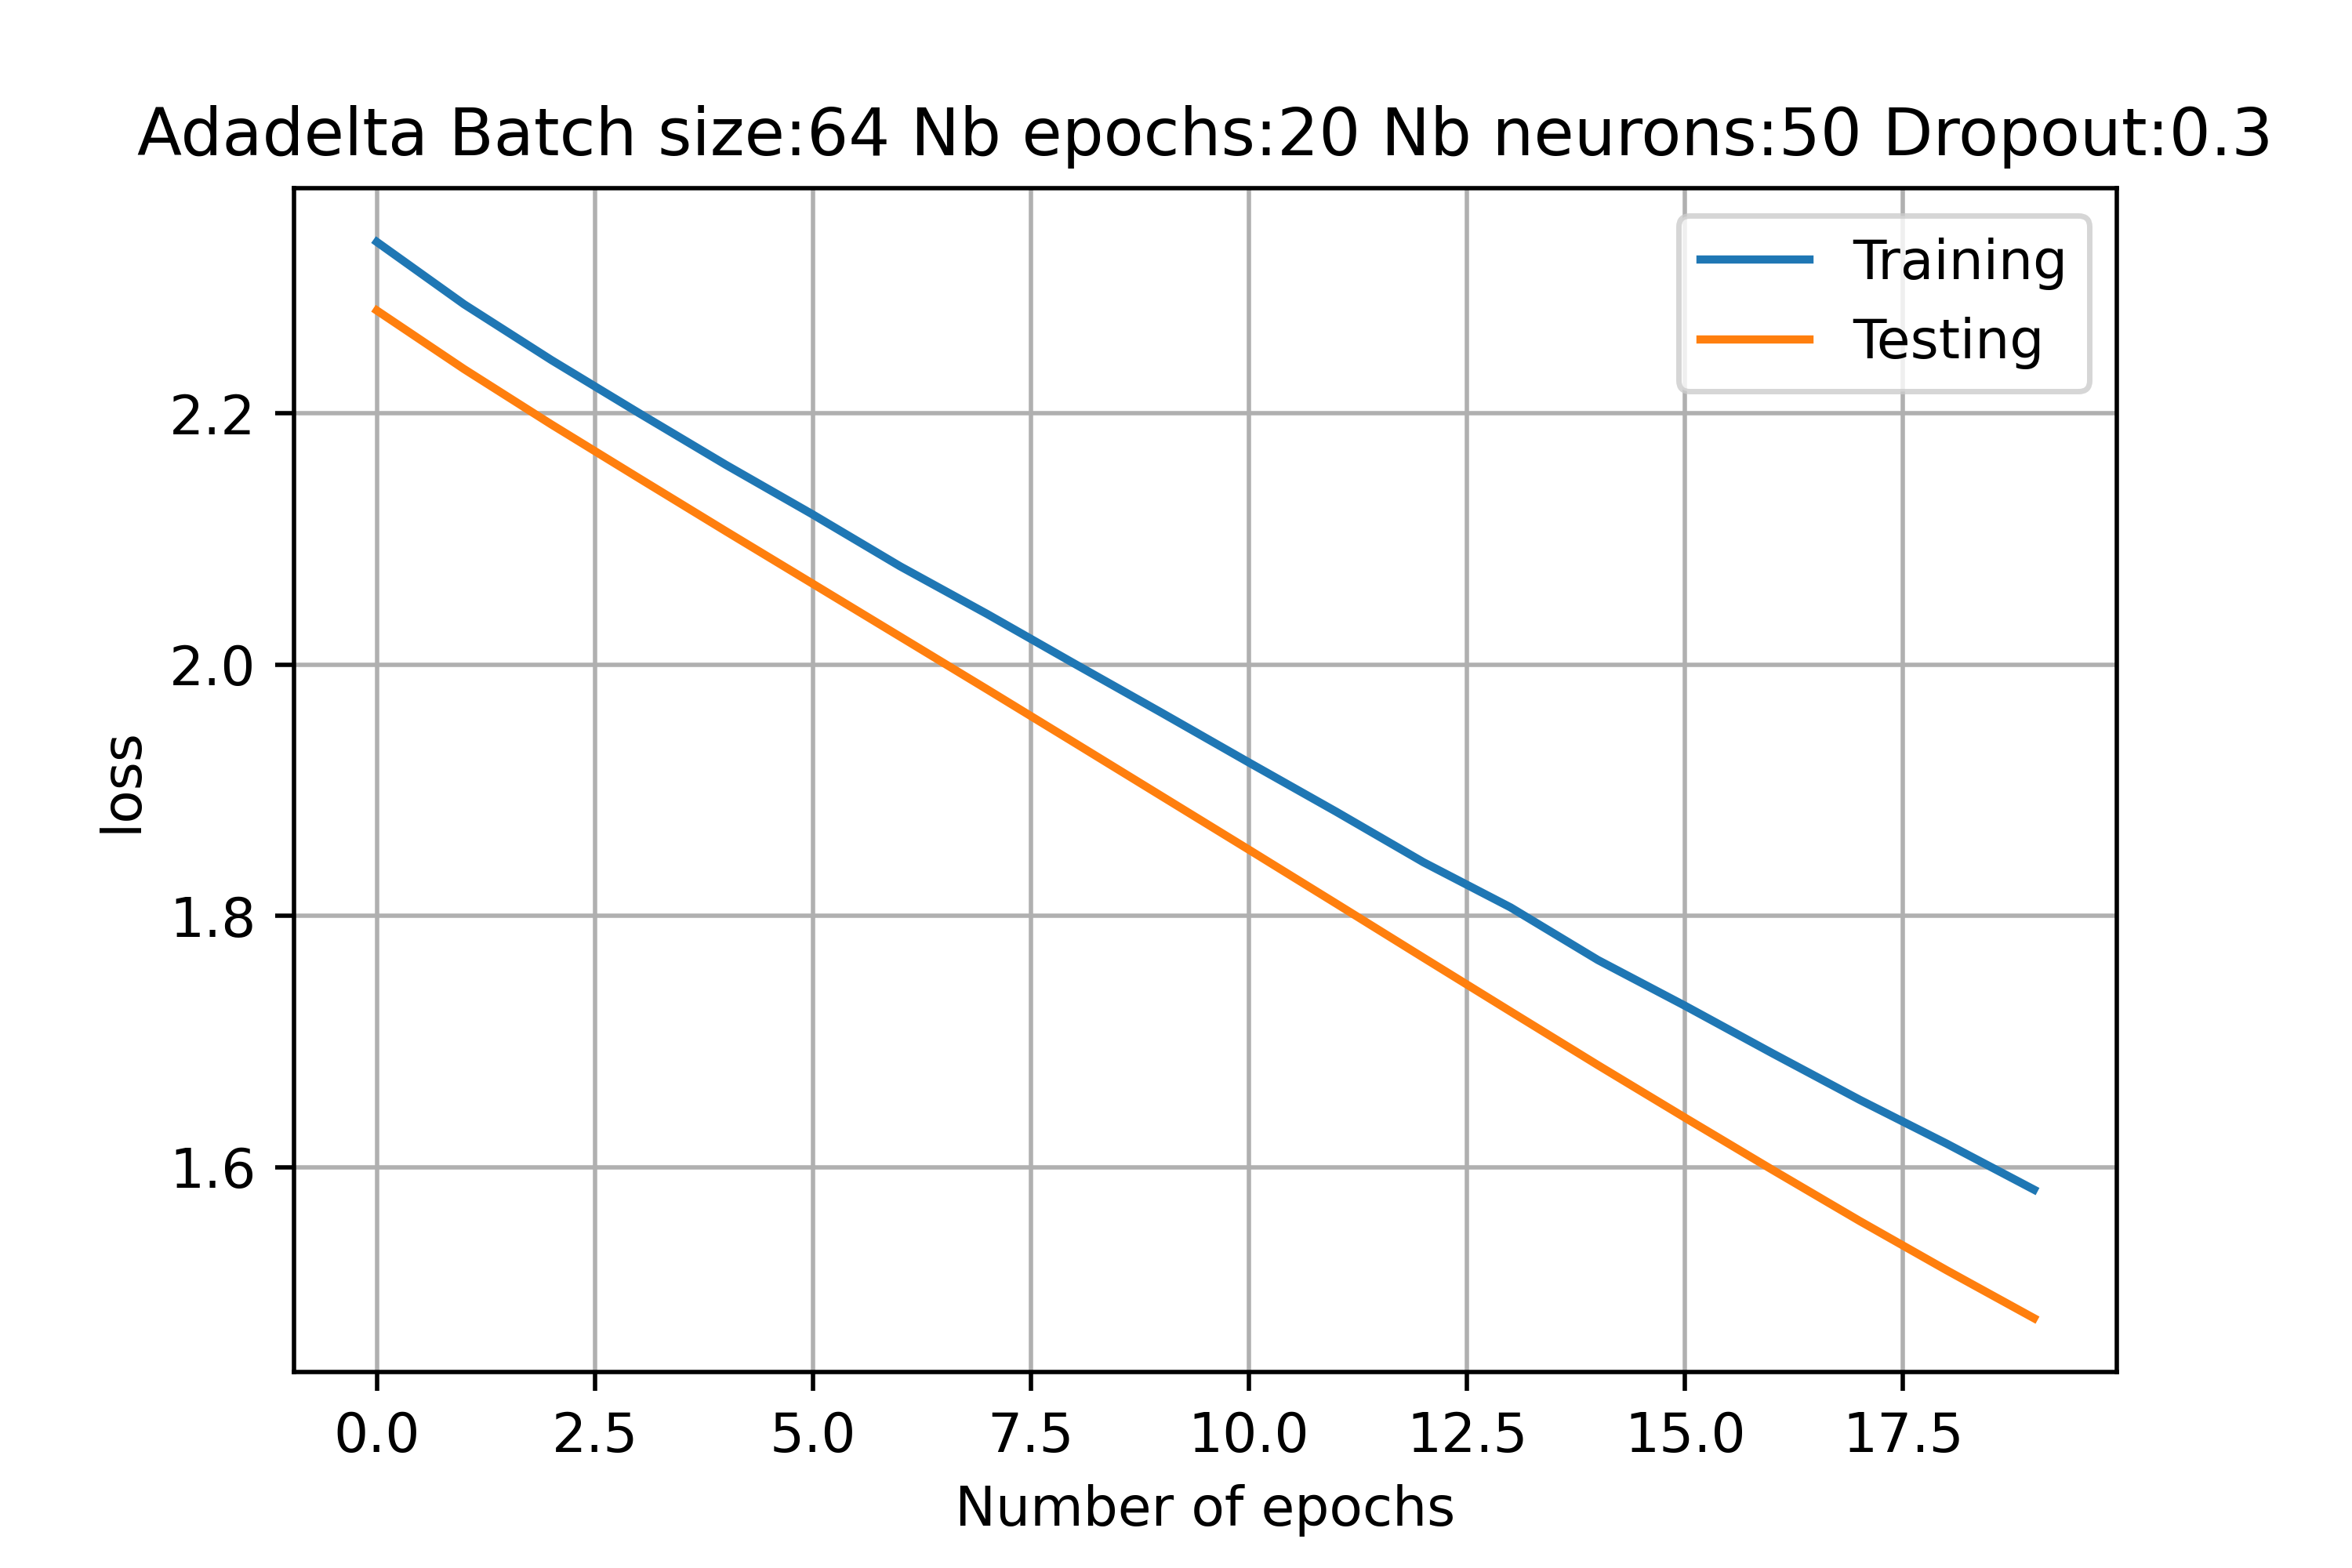 Adadelta Batch size:64 Nb epochs:20 Nb neurons:50 Dropout:0.3
Training
Testing
2.2
2.0
1.8
1.6
loss
0.0 2.5 5.0 7.5 10.0 12.5 15.0 17.5
Number of epochs